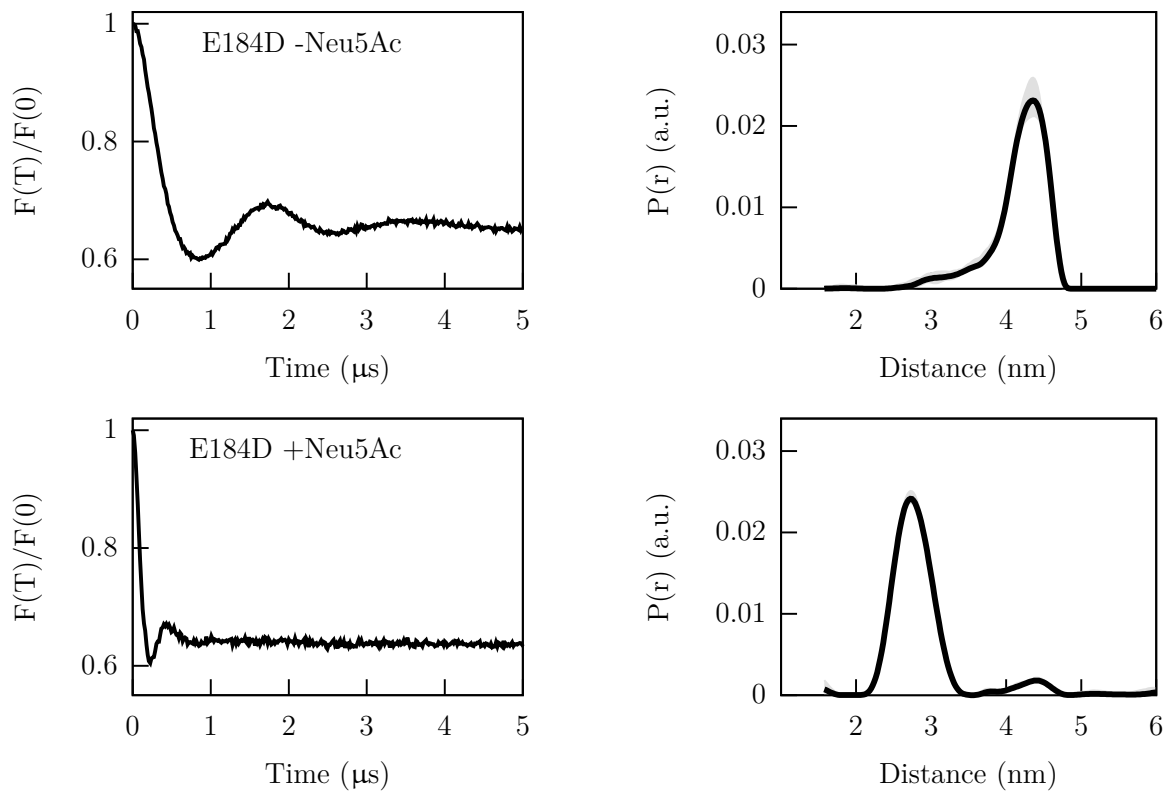 E184D -Neu5Ac
F(T)/F(0)
1
0.8
0.6
0 1 2 3 4 5
Time (μs)
P(r) (a.u.)
0.03
0.02
0.01
0
2 3 4 5 6
Distance (nm)
E184D +Neu5Ac
F(T)/F(0)
1
0.8
0.6
0 1 2 3 4 5
Time (μs)
P(r) (a.u.)
0.03
0.02
0.01
0
2 3 4 5 6
Distance (nm)